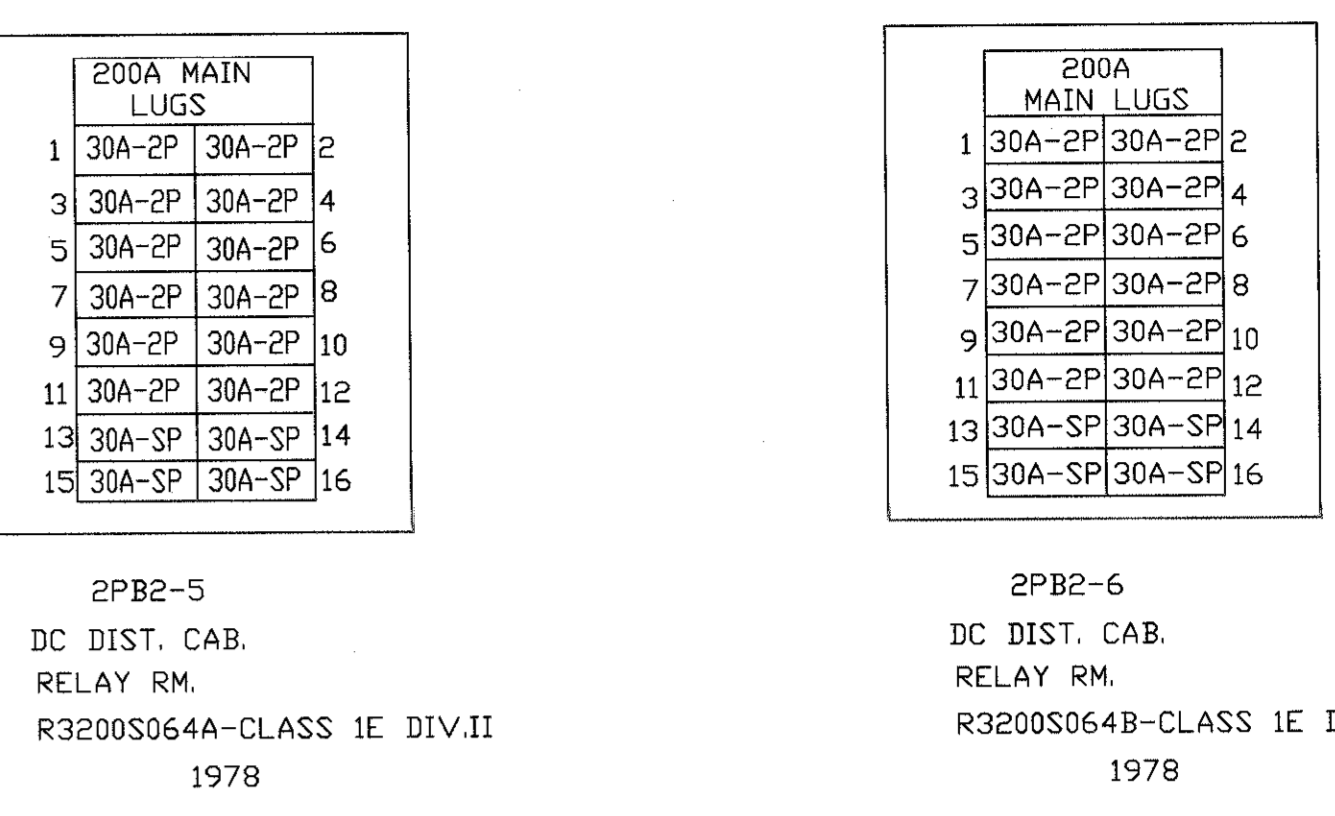 200A MAIN
LUGS
1 30A-2P 30A-2P 2
3 30A-2P 30A-2P 4
5 30A-2P 30A-2P 6
7 30A-2P 30A-2P 8
9 30A-2P 30A-2P 10
11 30A-2P 30A-2P 12
13 30A-SP 30A-SP 14
15 30A-SP 30A-SP 16
2PB2-5
DC DIST. CAB.
RELAY RM.
R3200S064A-CLASS 1E DIV.II
1978
200A
MAIN LUGS
1 30A-2P 30A-2P 2
3 30A-2P 30A-2P 4
5 30A-2P 30A-2P 6
7 30A-2P 30A-2P 8
9 30A-2P 30A-2P 10
11 30A-2P 30A-2P 12
13 30A-SP 30A-SP 14
15 30A-SP 30A-SP 16
2PB2-6
DC DIST. CAB.
RELAY RM.
R3200S064B-CLASS 1E
1978